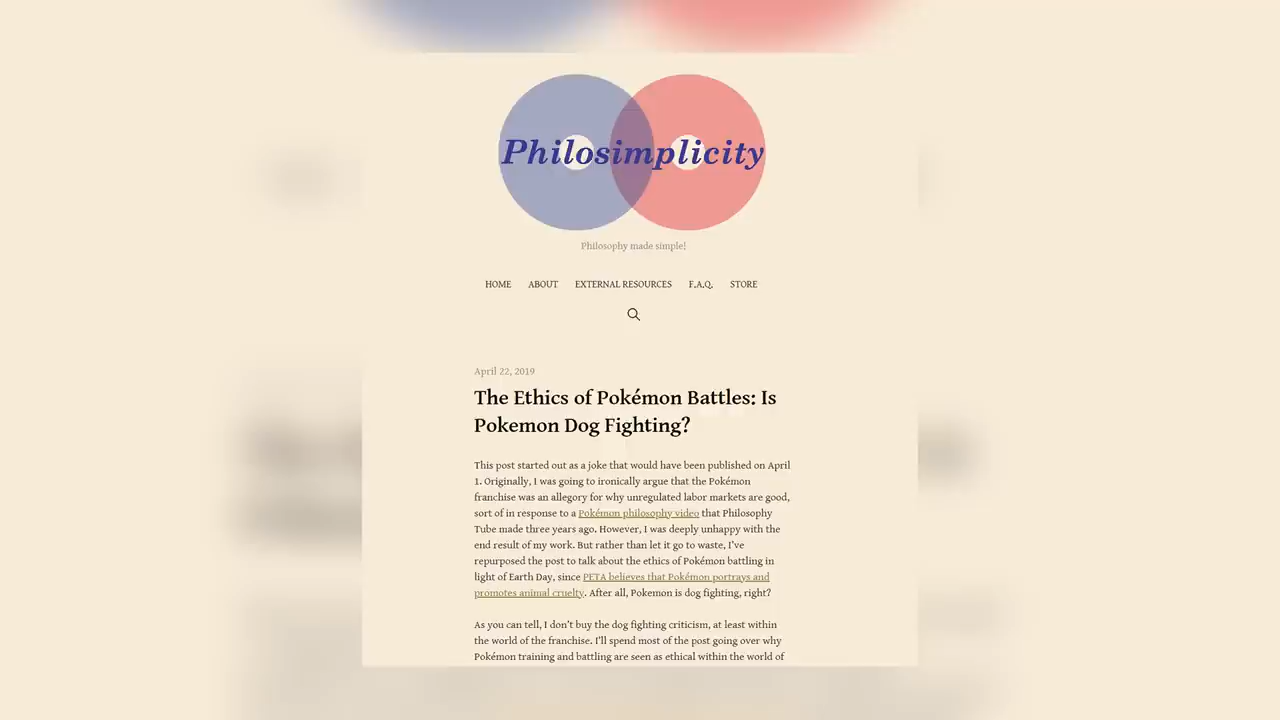 Philosimplicity
Philosophy made simple!
HOME ABOUT EXTERNAL RESOURCES F.A.Q. STORE
April 22, 2019
The Ethics of Pokémon Battles: Is
Pokemon Dog Fighting?
This post started out as a joke that would have been published on April
1. Originally, I was going to ironically argue that the Pokémon
franchise was an allegory for why unregulated labor markets are good,
sort of in response to a Pokémon philosophy video that Philosophy
Tube made three years ago. However, I was deeply unhappy with the
end result of my work. But rather than let it go to waste, I've
repurposed the post to talk about the ethics of Pokémon battling in
light of Earth Day, since PETA believes that Pokémon portrays and
promotes animal cruelty. After all, Pokemon is dog fighting, right?
As you can tell, I don't buy the dog fighting criticism, at least within
the world of the franchise. I'll spend most of the post going over why
Pokémon training and battling are seen as ethical within the world of